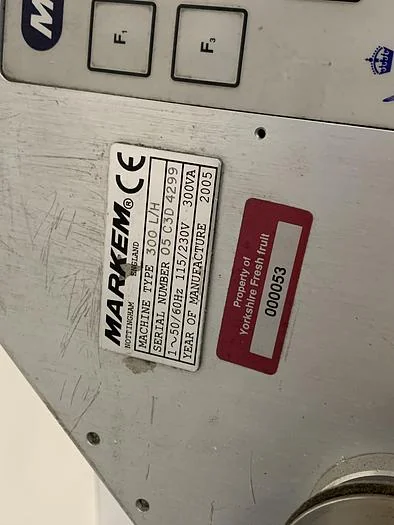 M
F1
F3
MARKEM® CE
NOTTINGHAM ENGLAND
MACHINE TYPE 300 L/H
SERIAL NUMBER 05 C3D 4299
1~50/60Hz 115/230V 300VA
YEAR OF MANUFACTURE 2005
Property of
Yorkshire Fresh fruit
000053